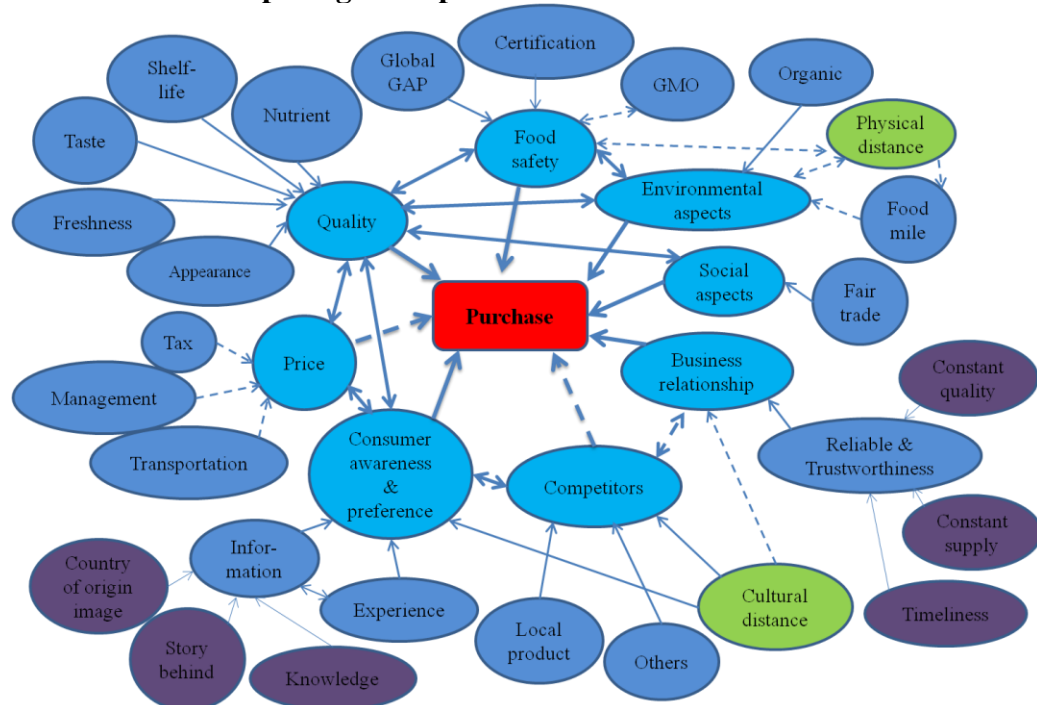 Certification
Global
GAP
Shelf-
life
GMO
Organic
Nutrient
Taste
Food
safety
Physical
distance
Environmental
aspects
Freshness
Quality
Food
mile
Appearance
Social
aspects
Fair
trade
Purchase
Tax
Price
Business
relationship
Constant
quality
Management
Transportation
Consumer
awareness
&
preference
Competitors
Reliable &
Trustworthiness
Constant
supply
Infor-
mation
Country
of origin
image
Experience
Cultural
distance
Timeliness
Local
product
Others
Story
behind
Knowledge